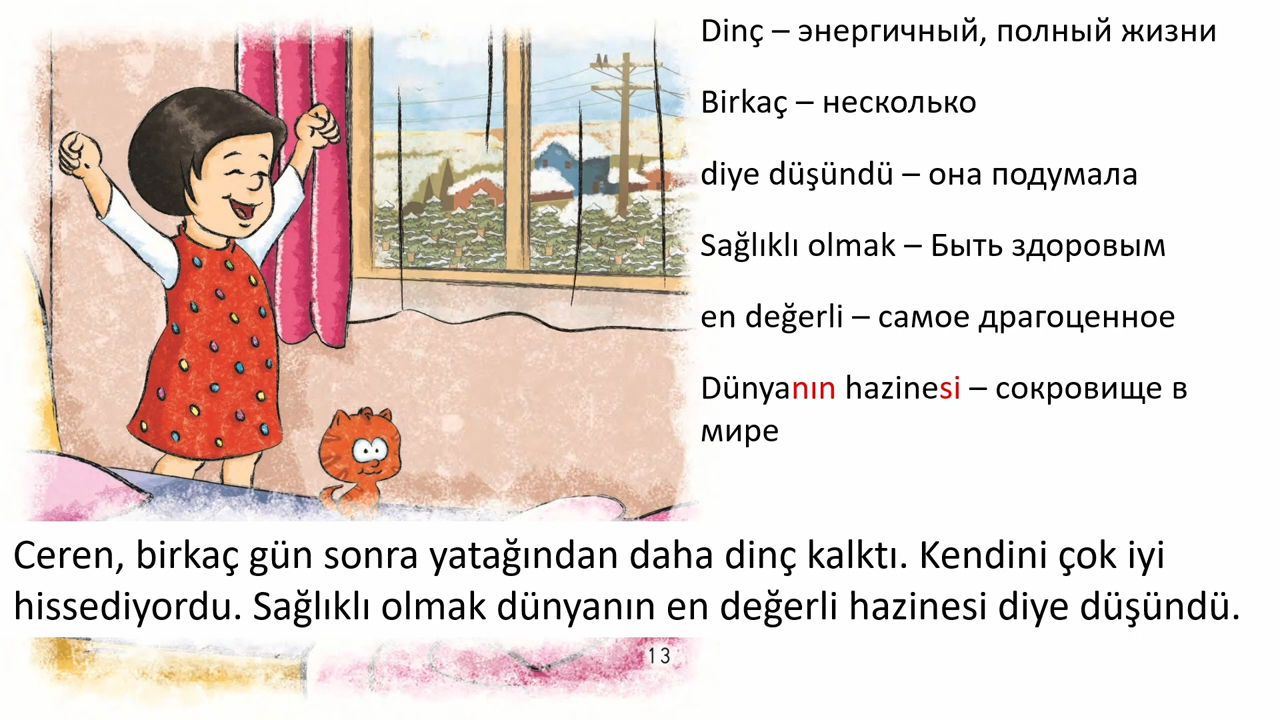 Dinç – энергичный, полный жизни
Birkaç – несколько
diye düşündü – она подумала
Sağlıklı olmak – Быть здоровым
en değerli – самое драгоценное
Dünyanın hazinesi – сокровище в
мире
Ceren, birkaç gün sonra yatağından daha dinç kalktı. Kendini çok iyi
hissediyordu. Sağlıklı olmak dünyanın en değerli hazinesi diye düşündü.
13